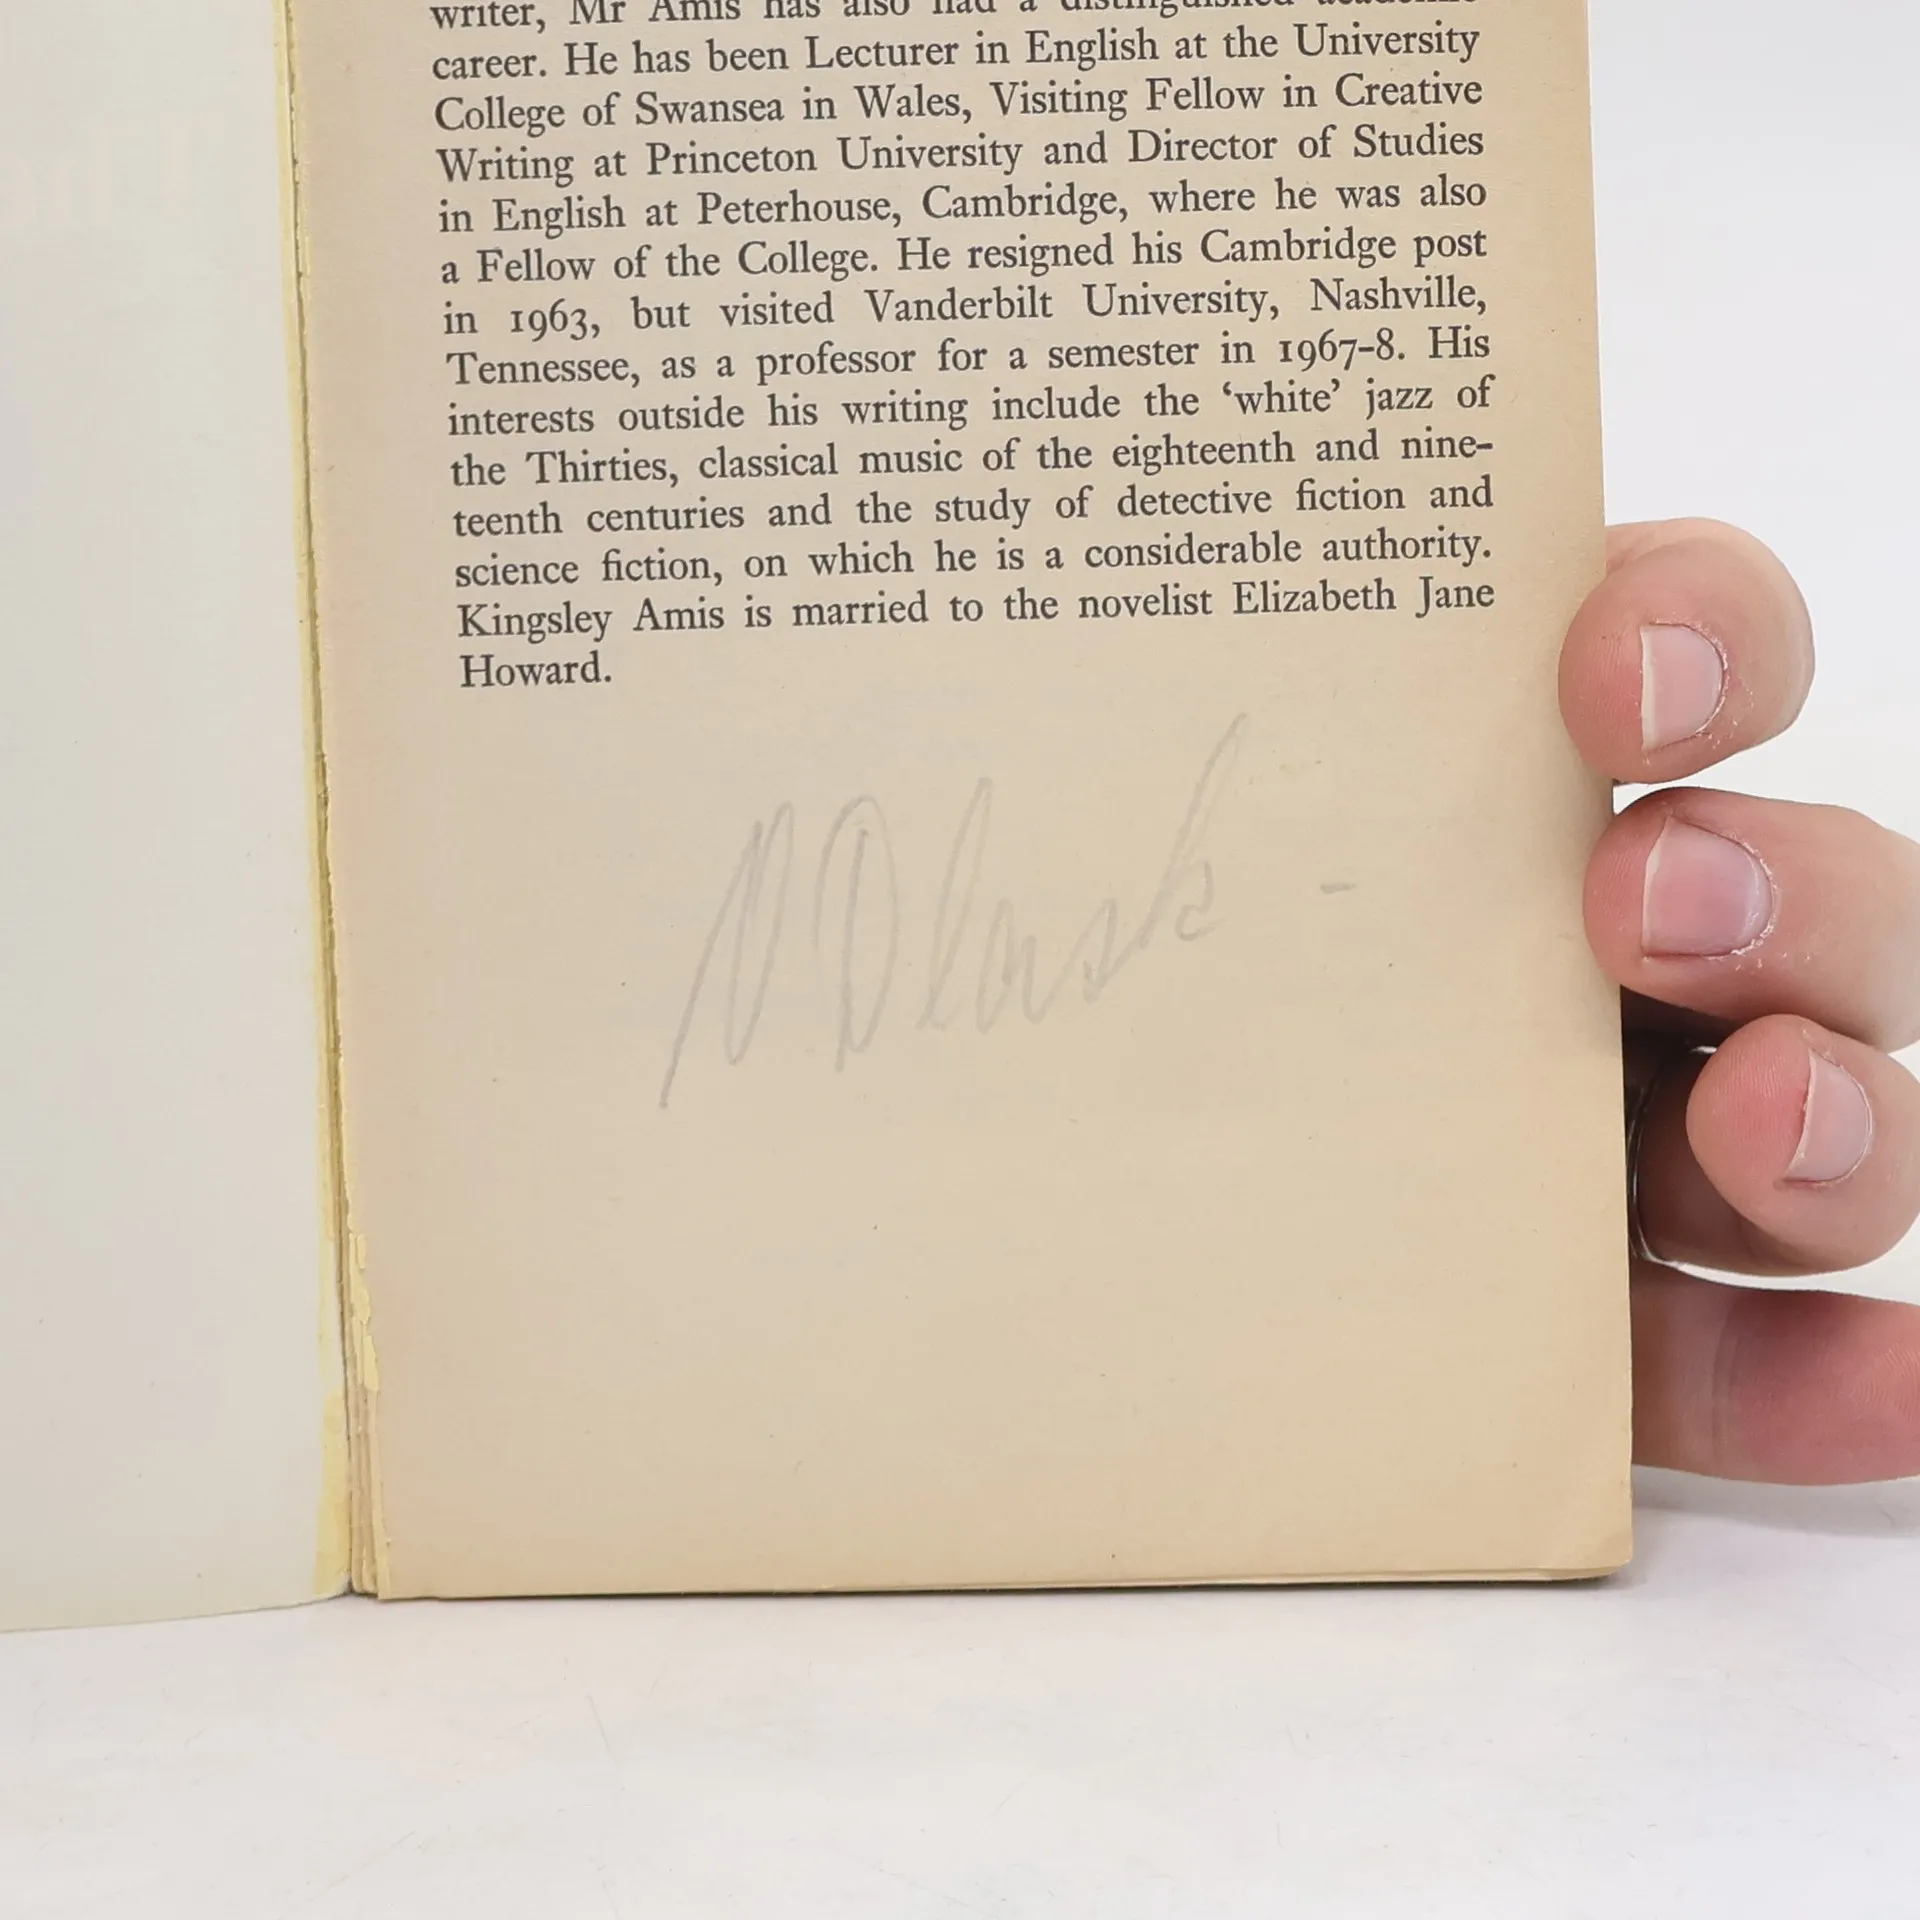 writer, Mr Amis has also had a distinguished academic
career. He has been Lecturer in English at the University
College of Swansea in Wales, Visiting Fellow in Creative
Writing at Princeton University and Director of Studies
in English at Peterhouse, Cambridge, where he was also
a Fellow of the College. He resigned his Cambridge post
in 1963, but visited Vanderbilt University, Nashville,
Tennessee, as a professor for a semester in 1967-8. His
interests outside his writing include the ‘white’ jazz of
the Thirties, classical music of the eighteenth and nine-
teenth centuries and the study of detective fiction and
science fiction, on which he is a considerable authority.
Kingsley Amis is married to the novelist Elizabeth Jane
Howard.